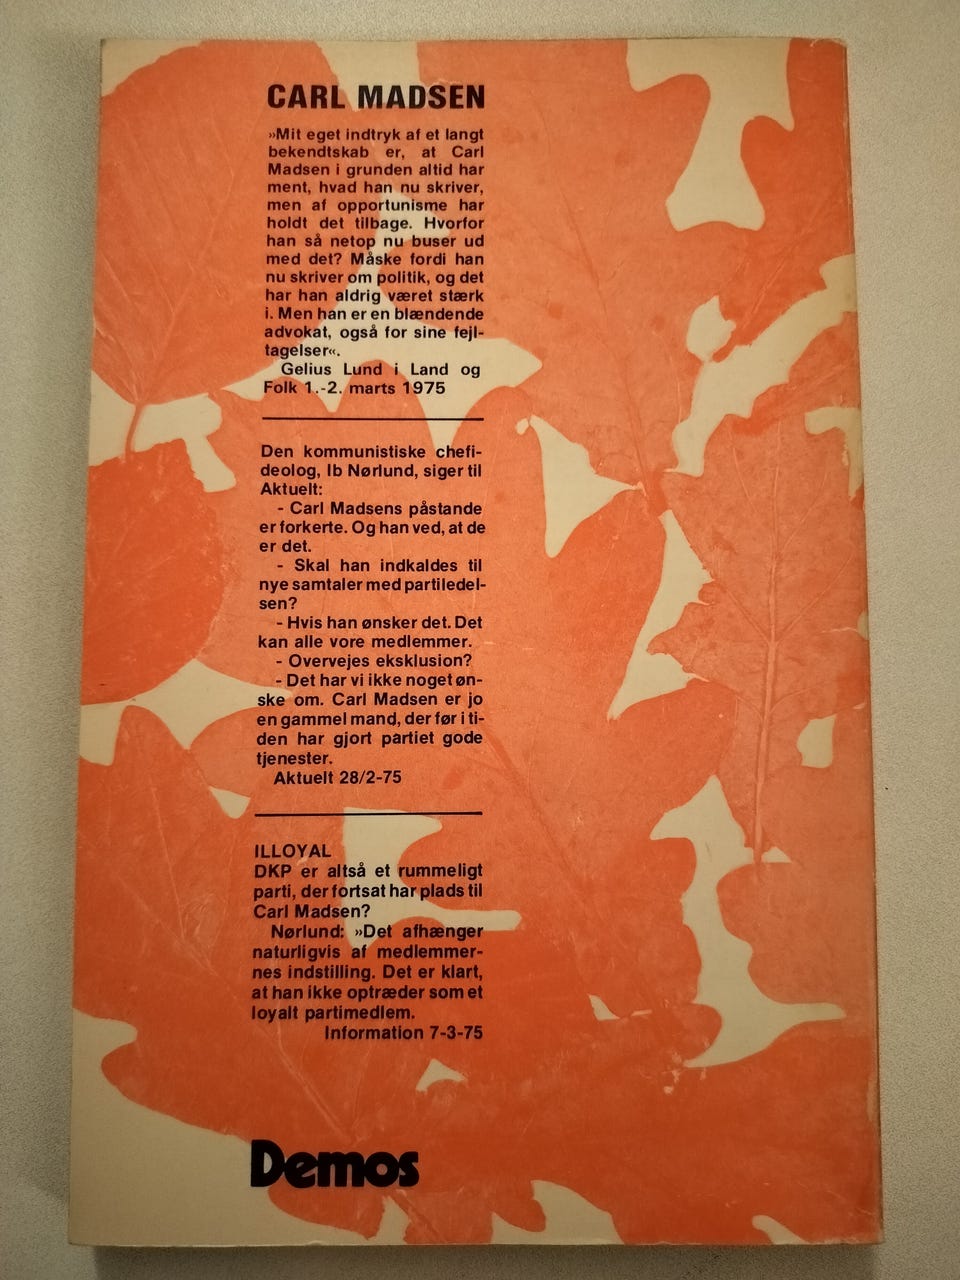 CARL MADSEN
»Mit eget indtryk af et langt
bekendtskab er, at Carl
Madsen i grunden altid har
ment, hvad han nu skriver,
men af opportunisme har
holdt det tilbage. Hvorfor
han så netop nu buser ud
med det? Måske fordi han
nu skriver om politik, og det
har han aldrig været stærk
i. Men han er en blændende
advokat, også for sine fejl-
tagelser«.
Gelius Lund i Land og
Folk 1.-2. marts 1975
Den kommunistiske chefi-
deolog, Ib Nørlund, siger til
Aktuelt:
- Carl Madsens påstande
er forkerte. Og han ved, at de
er det.
- Skal han indkaldes til
nye samtaler med partiledel-
sen?
- Hvis han ønsker det. Det
kan alle vore medlemmer.
- Overvejes eksklusion?
- Det har vi ikke noget øn-
ske om. Carl Madsen er jo
en gammel mand, der før i ti-
den har gjort partiet gode
tjenester.
Aktuelt 28/2-75
ILLOYAL
DKP er altså et rummeligt
parti, der fortsat har plads til
Carl Madsen?
Nørlund: »Det afhænger
naturligvis af medlemmer-
nes indstilling. Det er klart,
at han ikke optræder som et
loyalt partimedlem.
Information 7-3-75
Demos